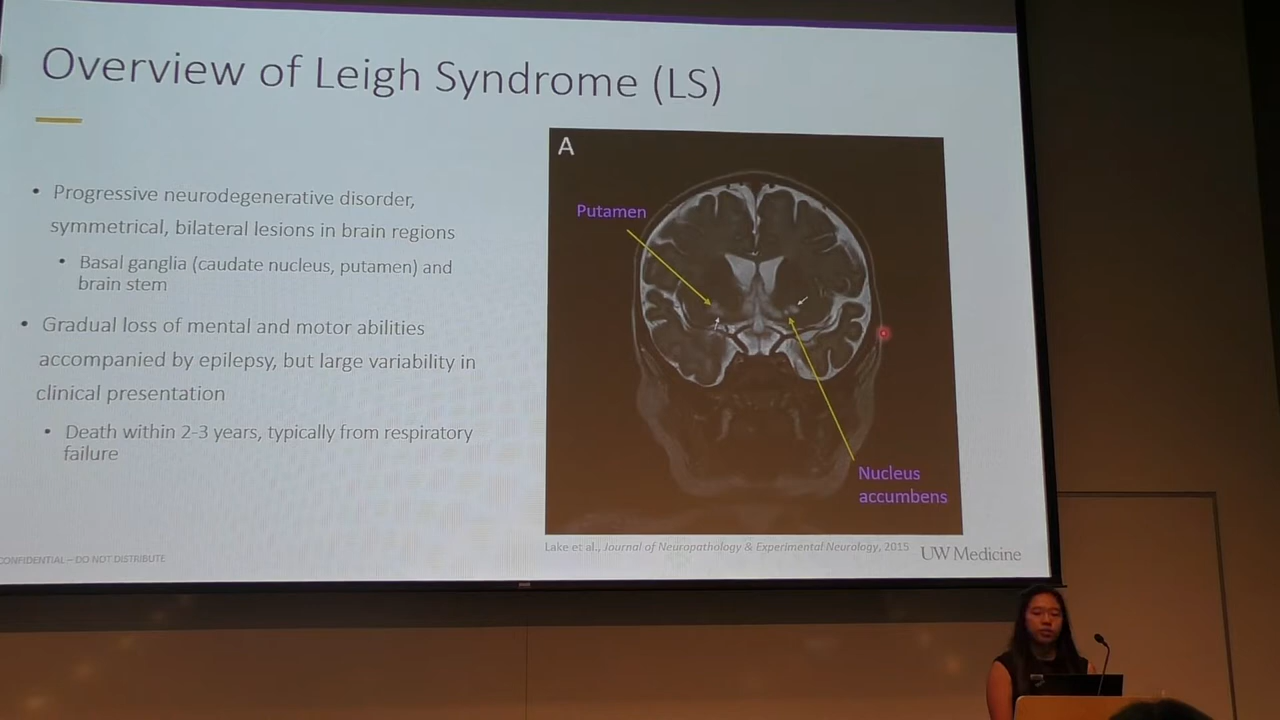 Overview of Leigh Syndrome (LS)
• Progressive neurodegenerative disorder,
symmetrical, bilateral lesions in brain regions
• Basal ganglia (caudate nucleus, putamen) and
brain stem
• Gradual loss of mental and motor abilities
accompanied by epilepsy, but large variability in
clinical presentation
• Death within 2-3 years, typically from respiratory
failure
A
Putamen
Nucleus
accumbens
Lake et al., Journal of Neuropathology & Experimental Neurology, 2015
CONFIDENTIAL – DO NOT DISTRIBUTE
UW Medicine